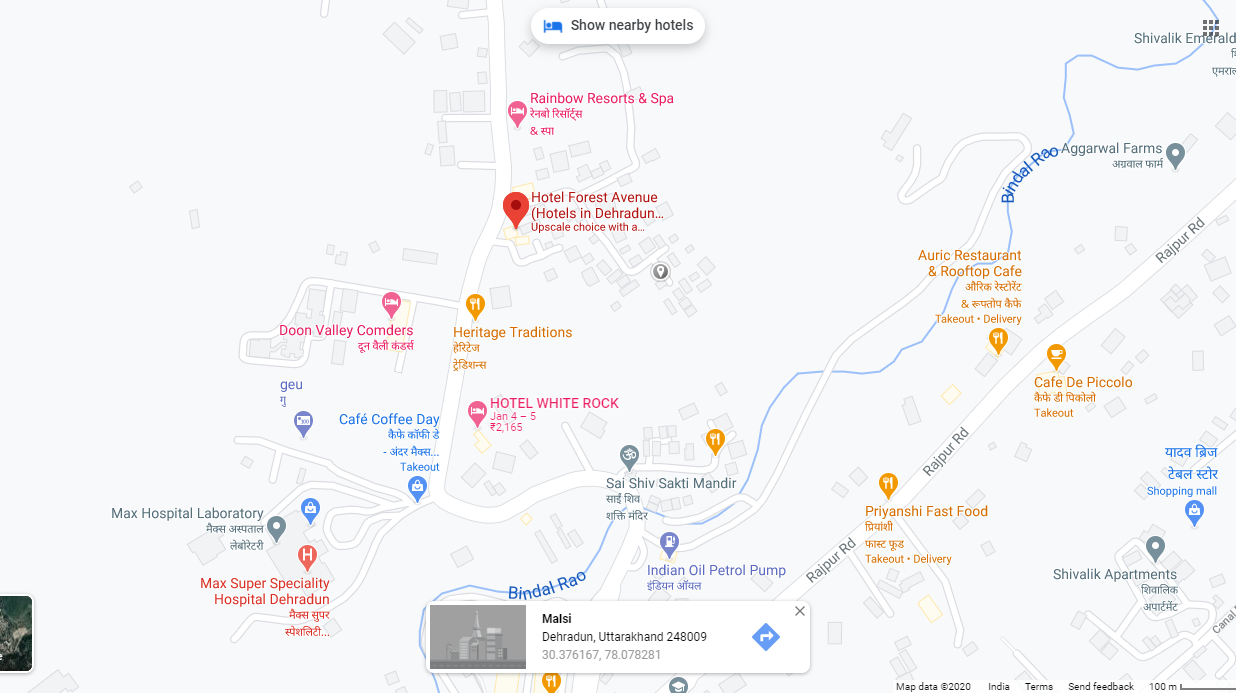 Show nearby hotels
Shivalik Emerald
एमराल
Rainbow Resorts & Spa
रेनबो रिसॉर्ट्स
& स्पा
Bindal Rao
Aggarwal Farms
अग्रवाल फार्म
Hotel Forest Avenue
(Hotels in Dehradun...
Upscale choice with a...
Rajpur Rd
Auric Restaurant
& Rooftop Cafe
औरिक रेस्टोरेंट
& रूफ्टोप कैफे
Takeout • Delivery
Doon Valley Comders
दून वैली कंडर्स
Heritage Traditions
हेरिटेज
ट्रेडिशन्स
Cafe De Piccolo
कैफे डी पिकोलो
Takeout
geu
गु
HOTEL WHITE ROCK
Jan 4 – 5
₹2,165
Café Coffee Day
कैफे कॉफी डे
- अंदर मैक्स...
Takeout
Rajpur Rd
यादव ब्रिज
टेबल स्टोर
Shopping mall
Sai Shiv Sakti Mandir
साईं शिव
शक्ति मंदिर
Max Hospital Laboratory
मैक्स अस्पताल
लेबोरेटरी
Priyanshi Fast Food
प्रियांशी
फास्ट फूड
Takeout • Delivery
Rajpur Rd
H
Max Super Speciality
Hospital Dehradun
मैक्स सुपर
स्पेशलिटी...
Indian Oil Petrol Pump
इंडियन ऑयल
Shivalik Apartments
शिवालिक
अपार्टमेंट
Bindal Rao
Canal
Malsi
Dehradun, Uttarakhand 248009
30.376167, 78.078281
Map data ©2020 India Terms Send feedback 100 m